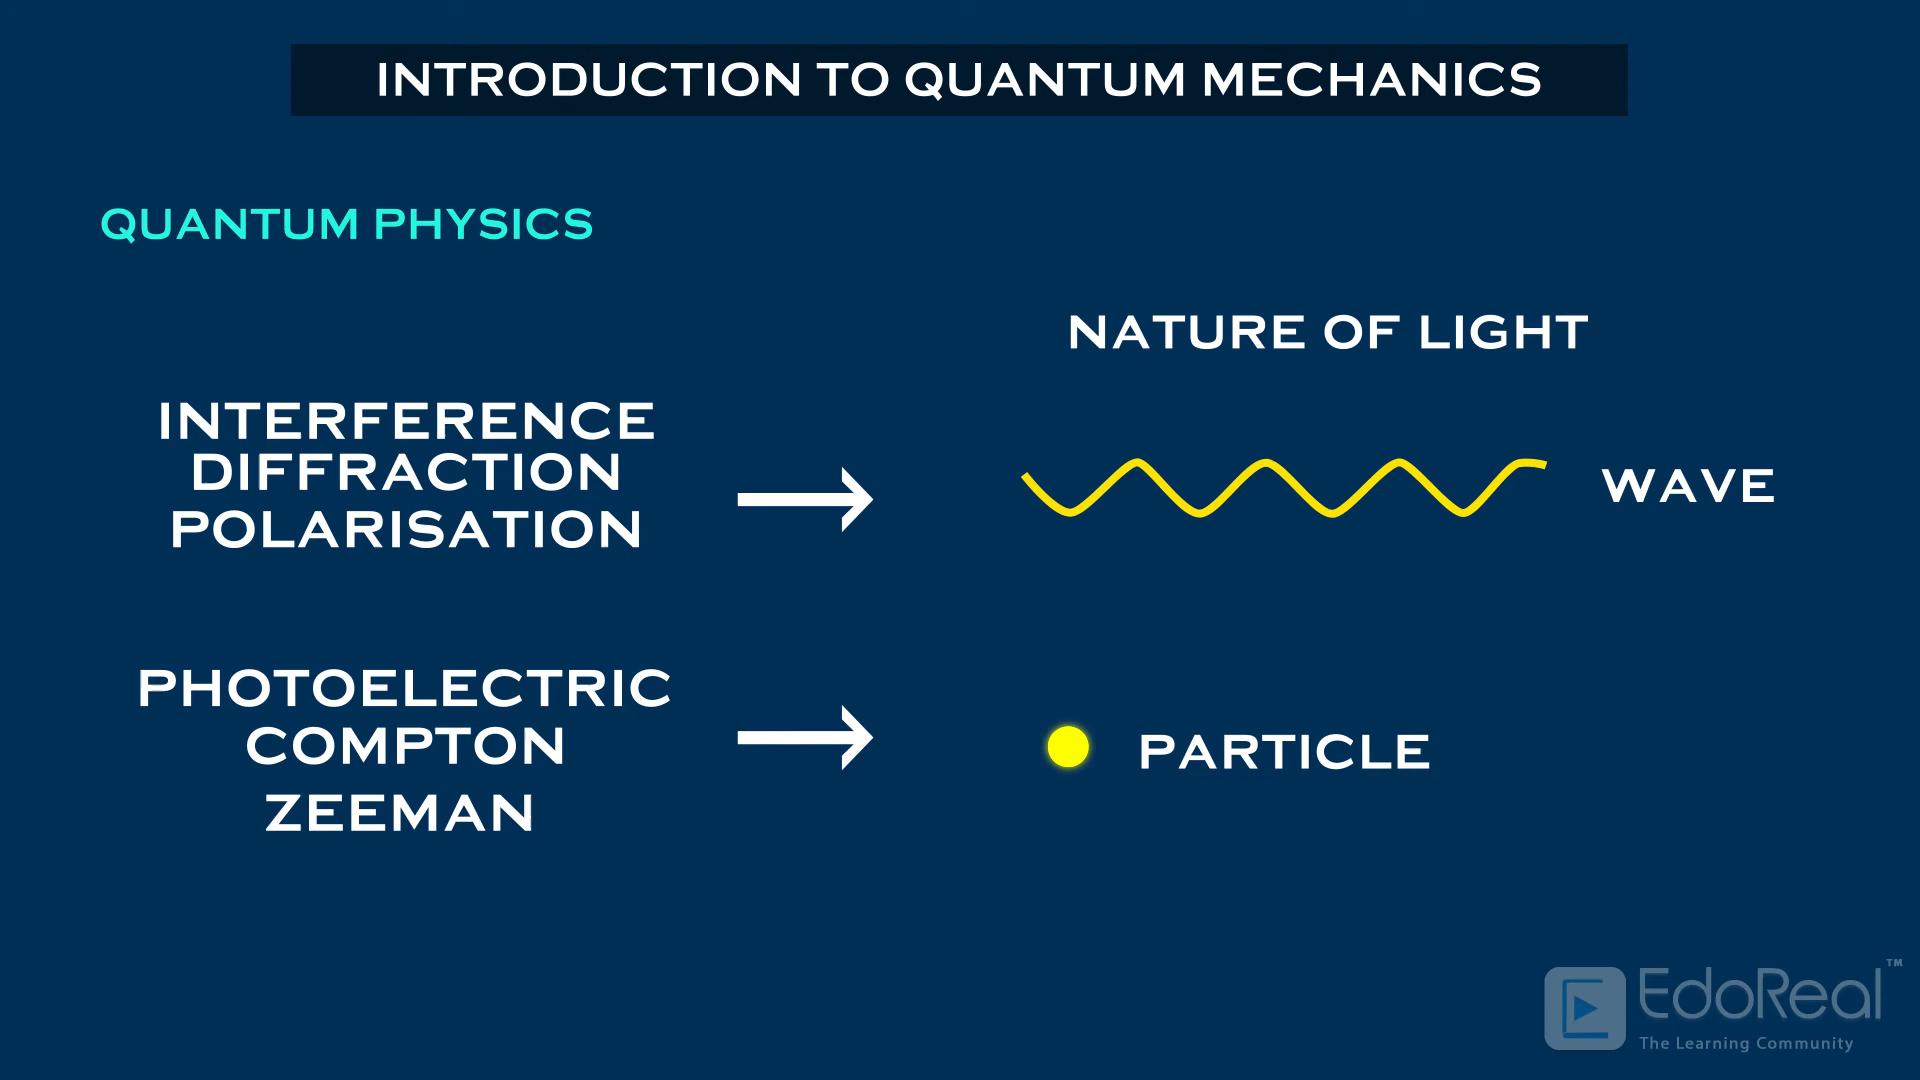 INTRODUCTION TO QUANTUM MECHANICS
QUANTUM PHYSICS
NATURE OF LIGHT
INTERFERENCE
DIFFRACTION
POLARISATION
WAVE
PHOTOELECTRIC
COMPTON
ZEEMAN
PARTICLE
EdoReal™
The Learning Community